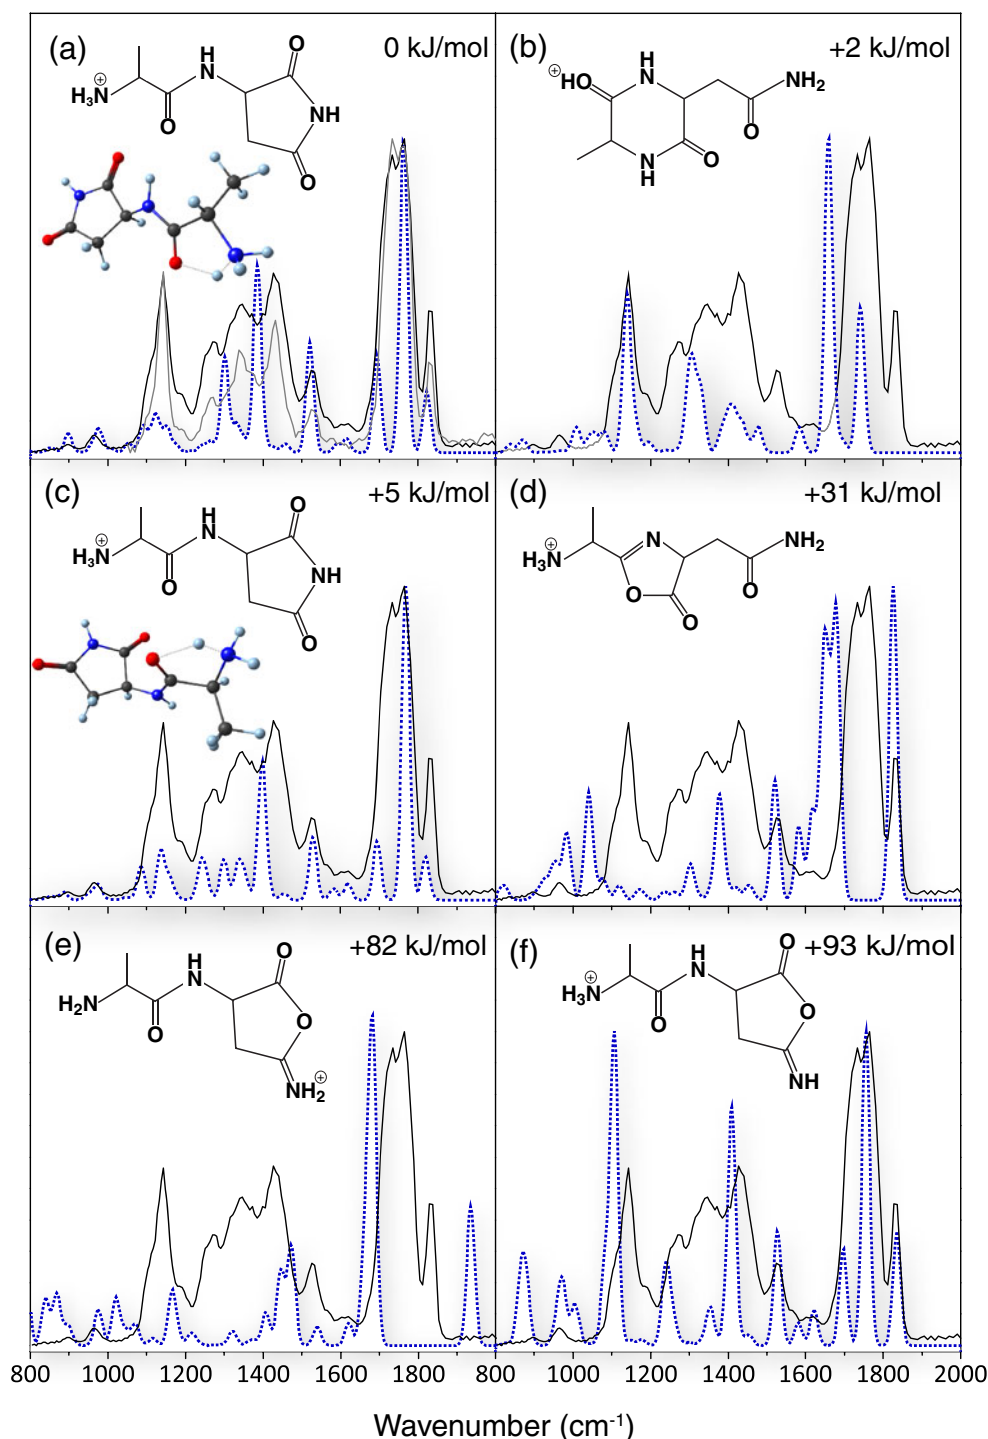 (a) 0 kJ/mol
O
NH
H3N⊕
O
NH
O
(b) +2 kJ/mol
⊕HO
H
N
NH2
O
N
H
O
(c) +5 kJ/mol
O
H
N
H3N⊕
O
NH
O
(d) +31 kJ/mol
N
NH2
H3N⊕
O
O
O
(e) +82 kJ/mol
O
H
N
H2N
O
O
NH2⊕
(f) +93 kJ/mol
O
H
N
H3N⊕
O
O
NH
800 1000 1200 1400 1600 1800 800 1000 1200 1400 1600 1800 2000
Wavenumber (cm-1)